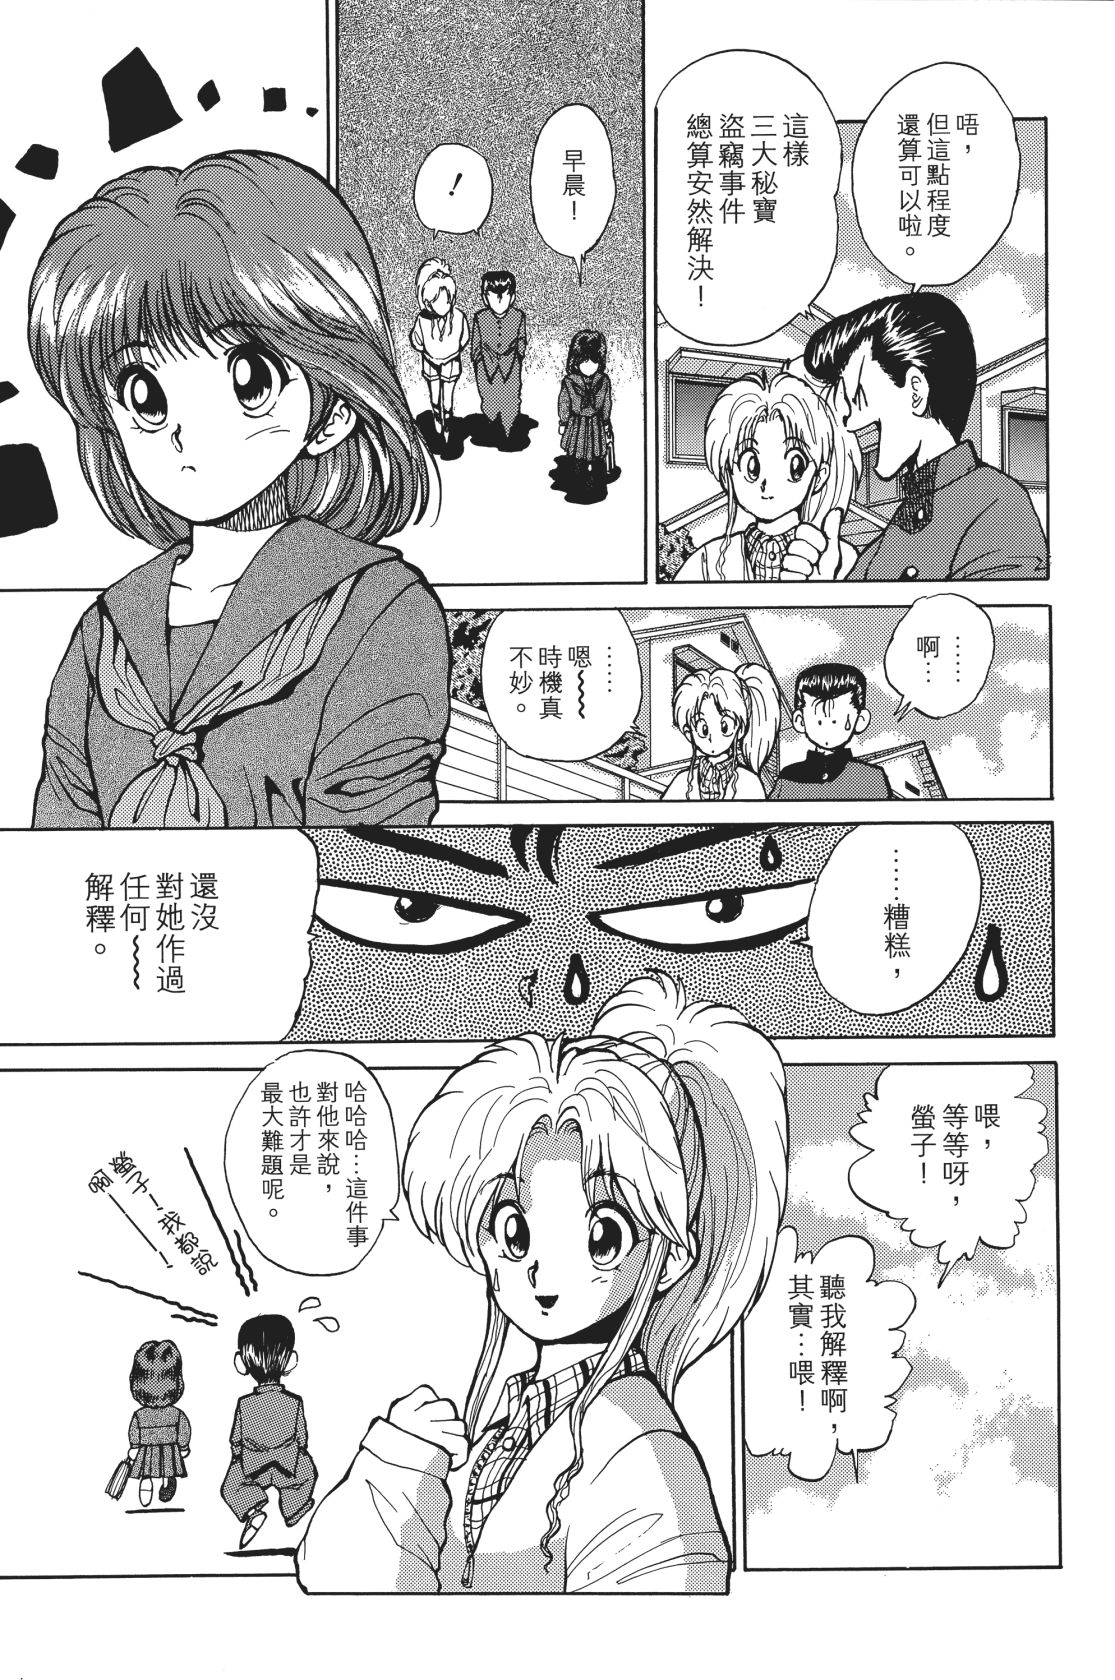 唔，
但這點程度
還算可以啦。
這樣
三大秘寶
盜竊事件
總算安然解決！
早晨！
！
……
啊…
……
嗯~~
時機真
不妙。
……糟糕，
還沒
對她作過
任何~~
解釋。
喂，
等等呀，
螢子！
聽我解釋啊，
其實…喂！
哈哈哈…這件事
對他來說，
也許才是
最大難題呢。
螢子！我都說
啊——！